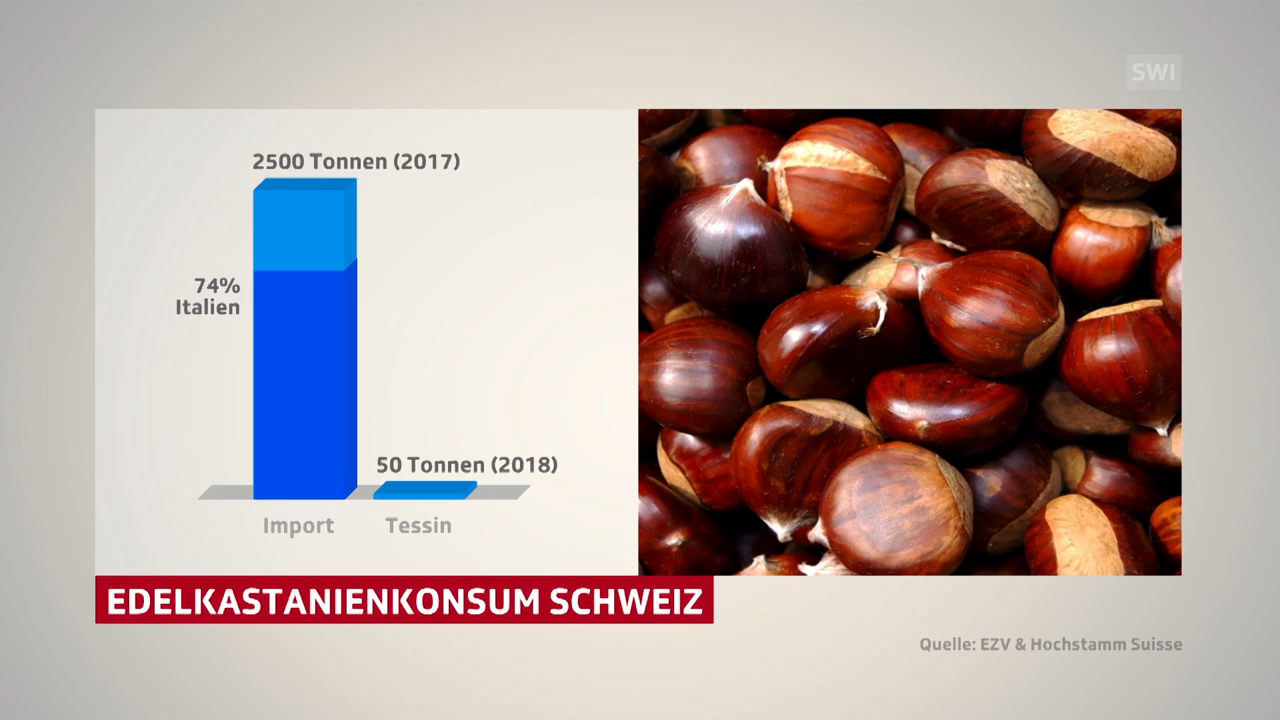 SWI
2500 Tonnen (2017)
74%
Italien
50 Tonnen (2018)
Import
Tessin
EDELKASTANIENKONSUM SCHWEIZ
Quelle: EZV & Hochstamm Suisse